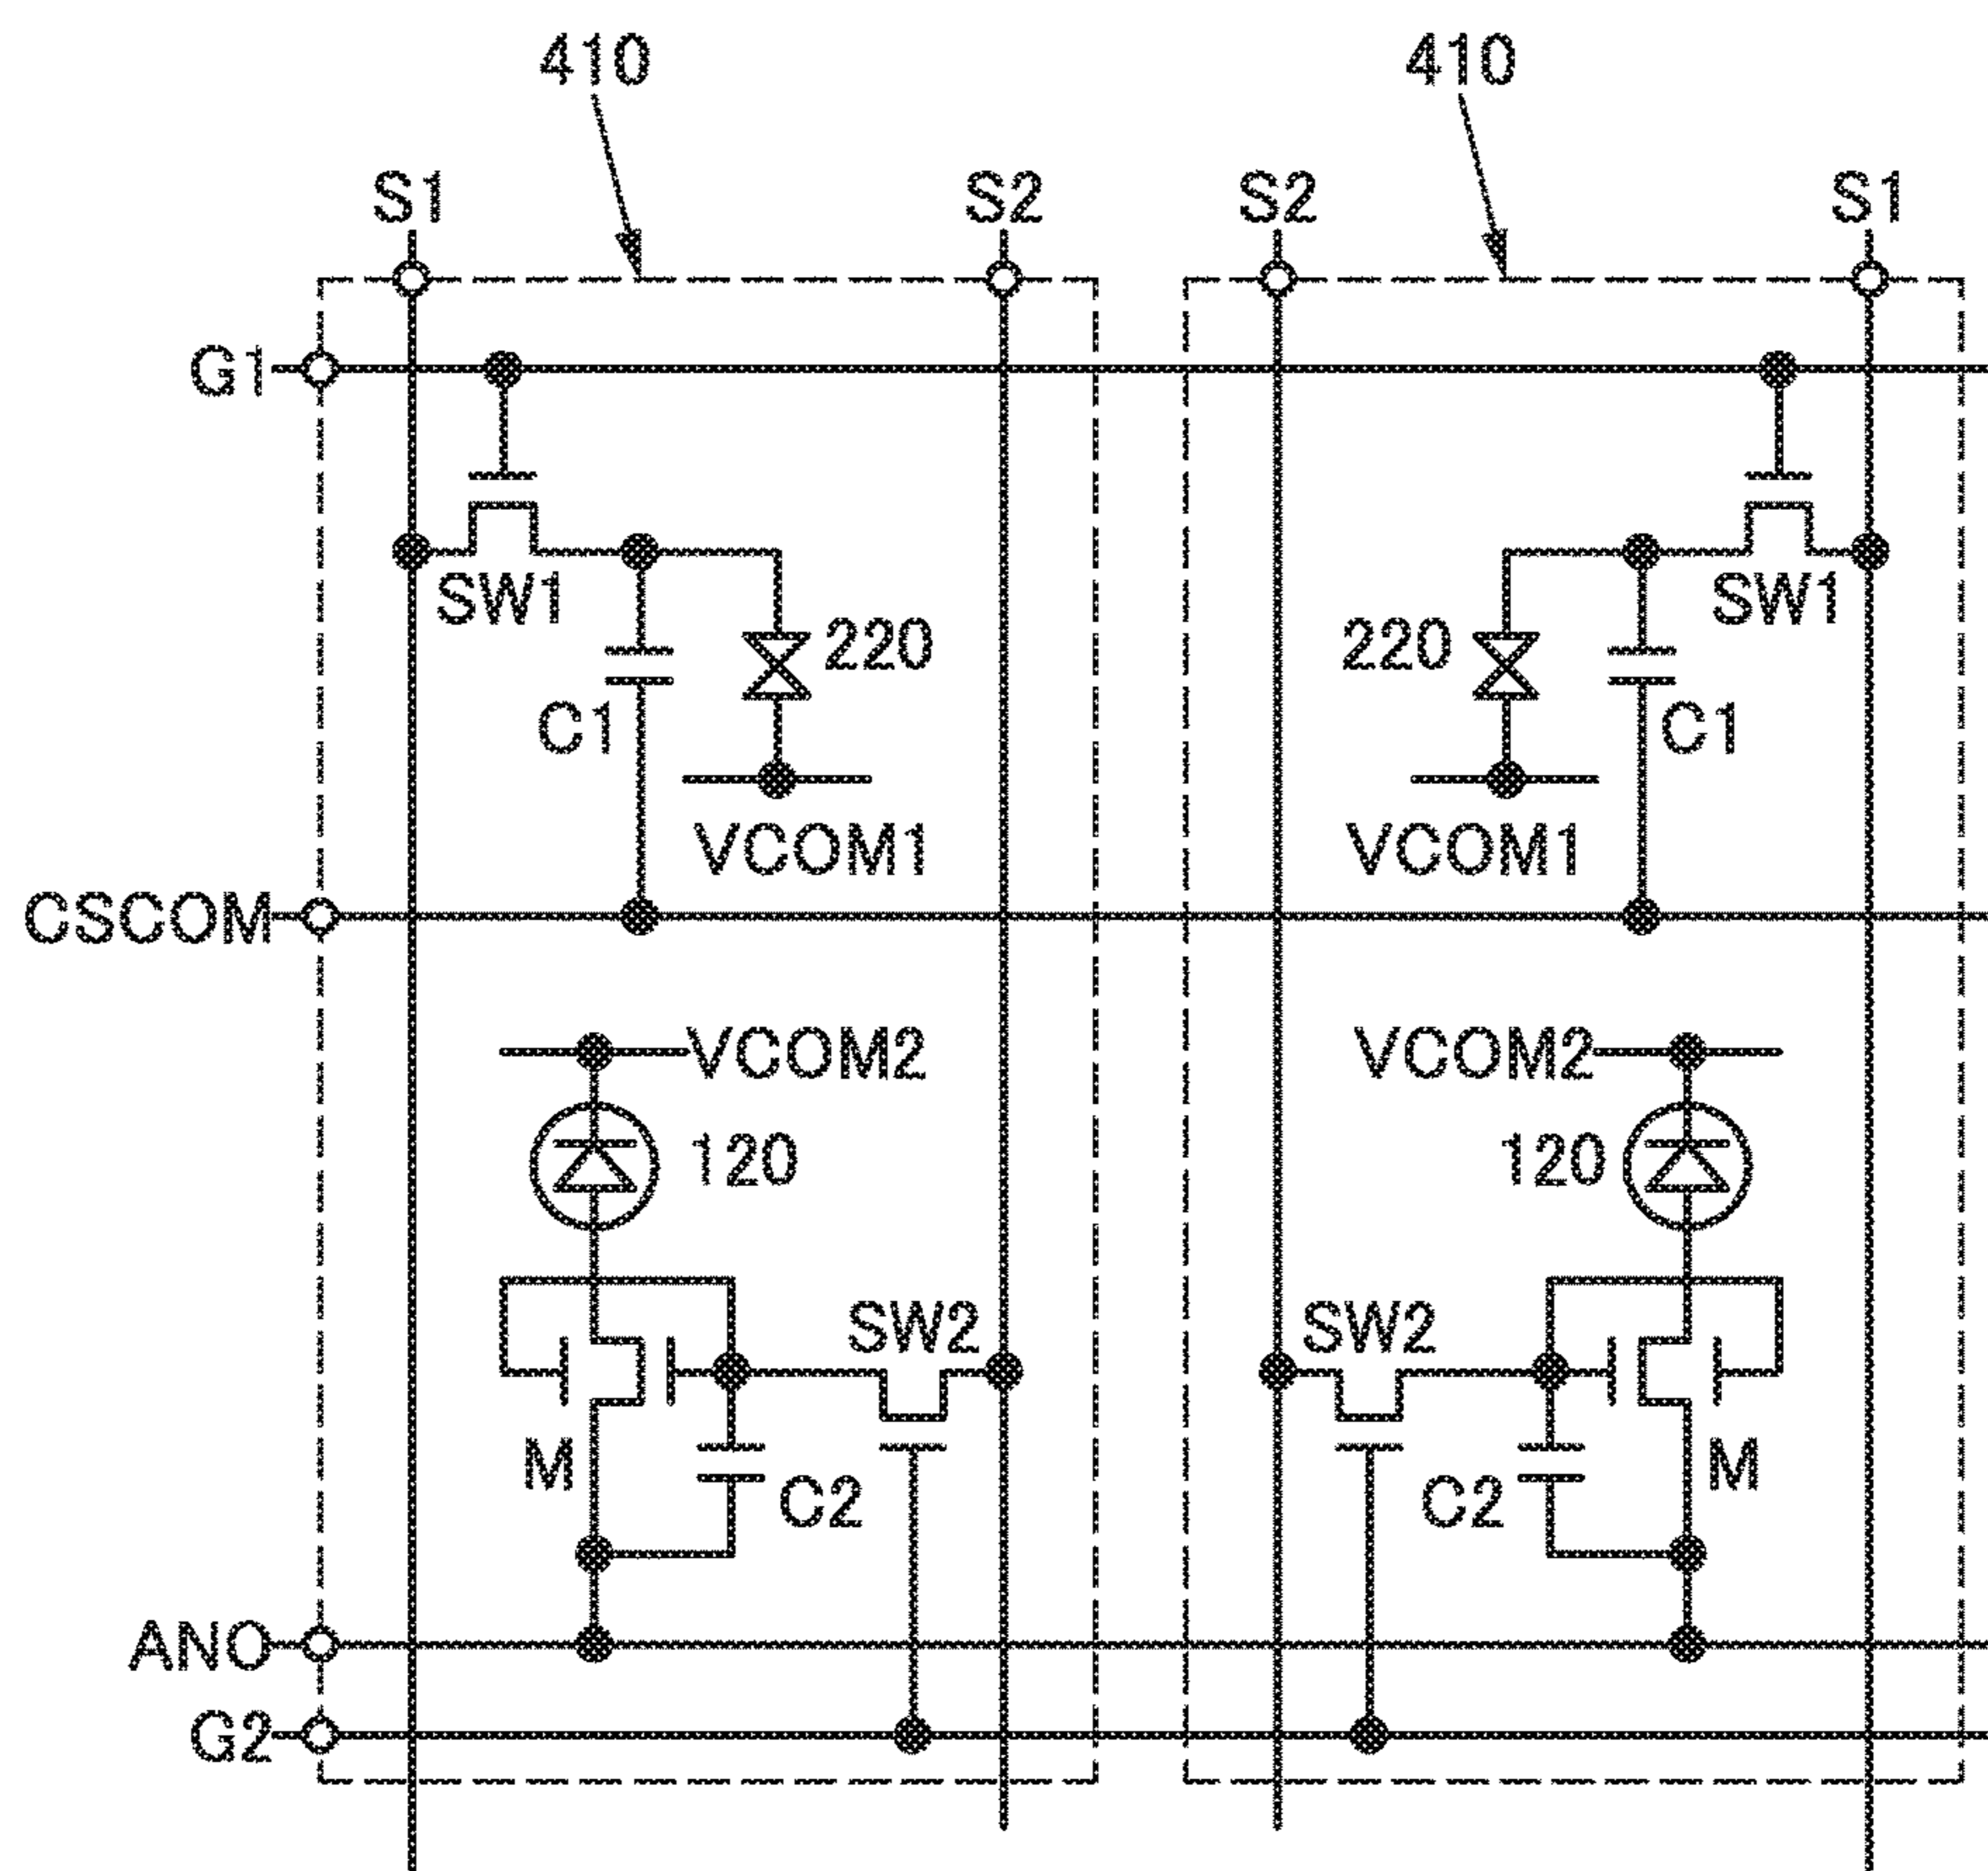 410 410
S1 S2 S2 S1
G1
SW1 SW1
220 220
C1 C1
VCOM1 VCOM1
CSCOM
VCOM2 VCOM2
120 120
SW2 SW2
M M
C2 C2
ANO
G2